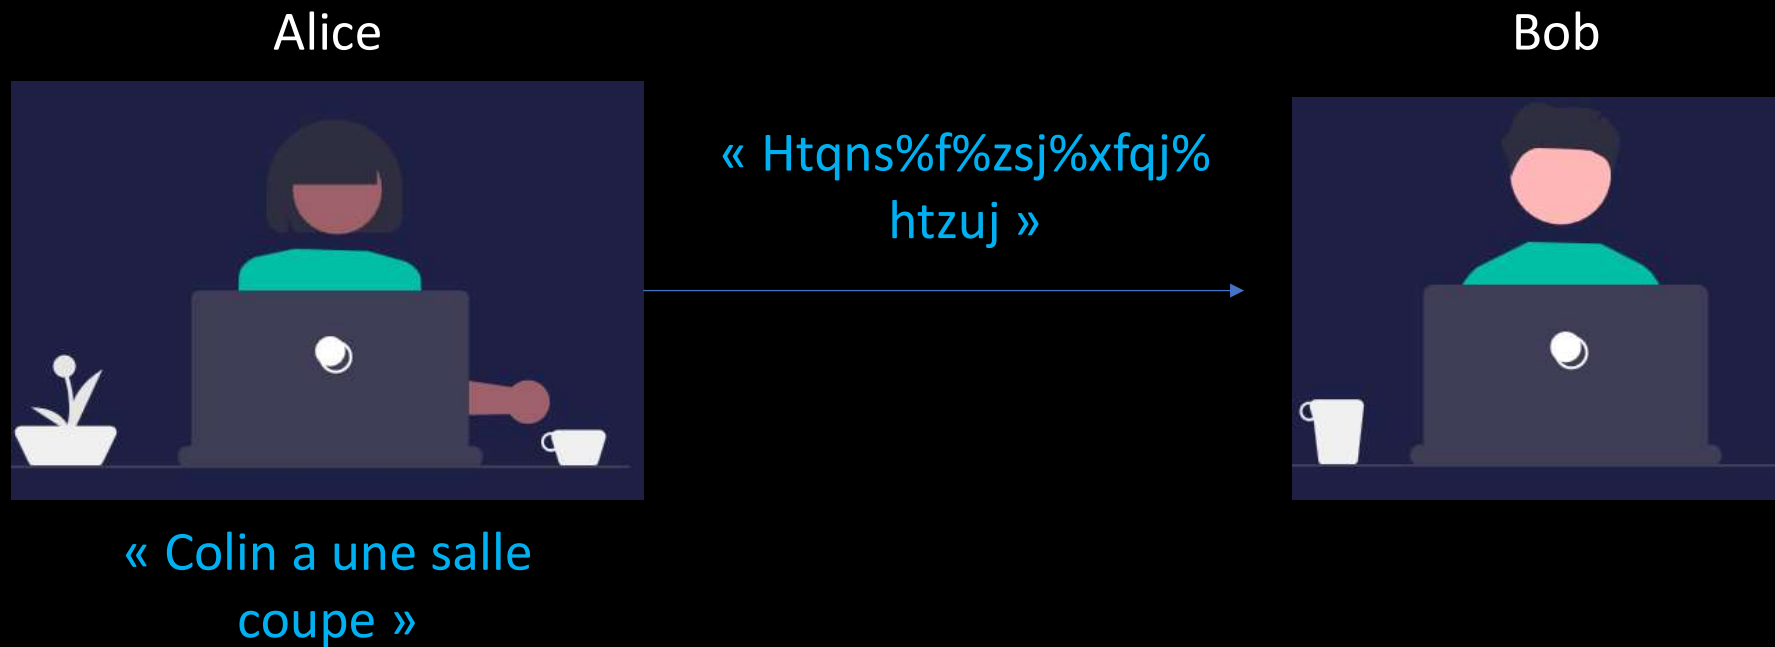 Alice
Bob
« Htqns%f%zsj%xfqj%
htzuj »
« Colin a une salle
coupe »